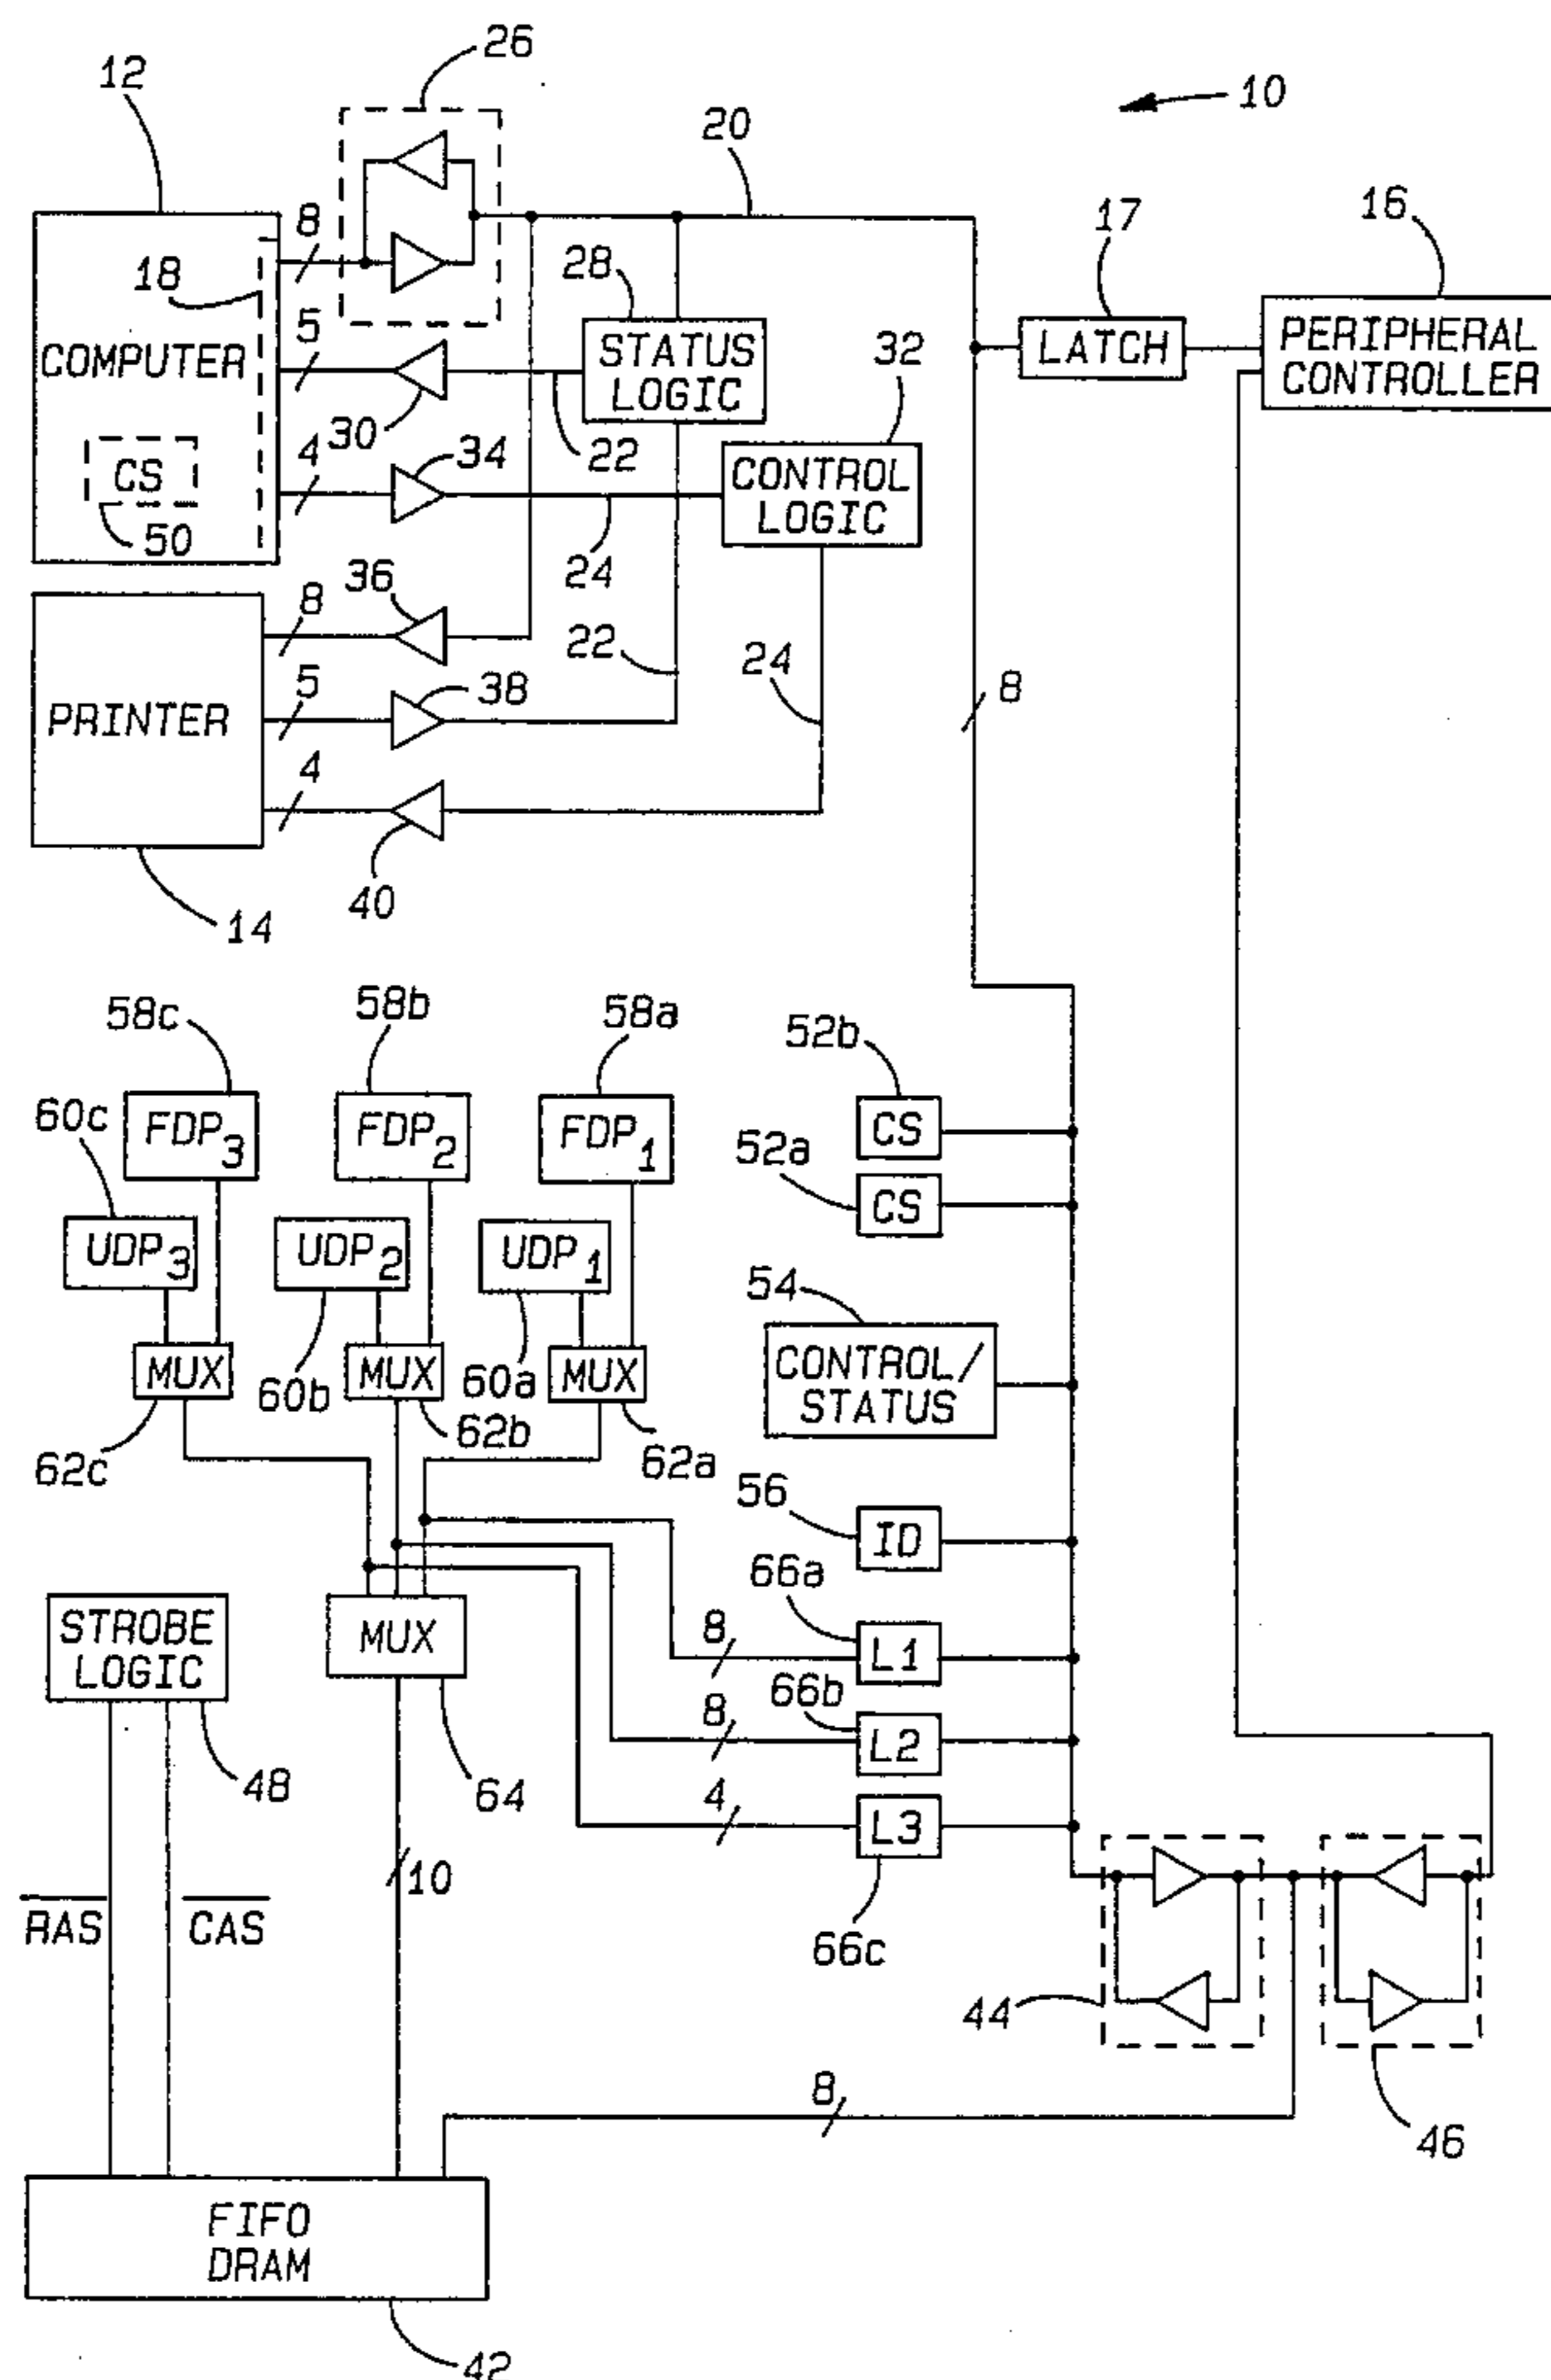 26
12
10
20
8
17
16
18
28
5
STATUS
LOGIC
32
LATCH
PERIPHERAL
CONTROLLER
COMPUTER
30
34
22
4
CS
CONTROL
LOGIC
50
24
36
8
22
24
8
5
38
PRINTER
4
40
14
58c
58b
58a
52b
60c
FDP3
FDP2
FDP1
CS
52a
CS
UDP3
UDP2
UDP1
54
MUX
60b
MUX
60a
MUX
CONTROL/
STATUS
62c
62b
62a
56
ID
66a
STROBE
LOGIC
MUX
8
L1
66b
8
L2
48
64
4
L3
10
RAS
CAS
66c
44
8
46
FIFO
DRAM
42